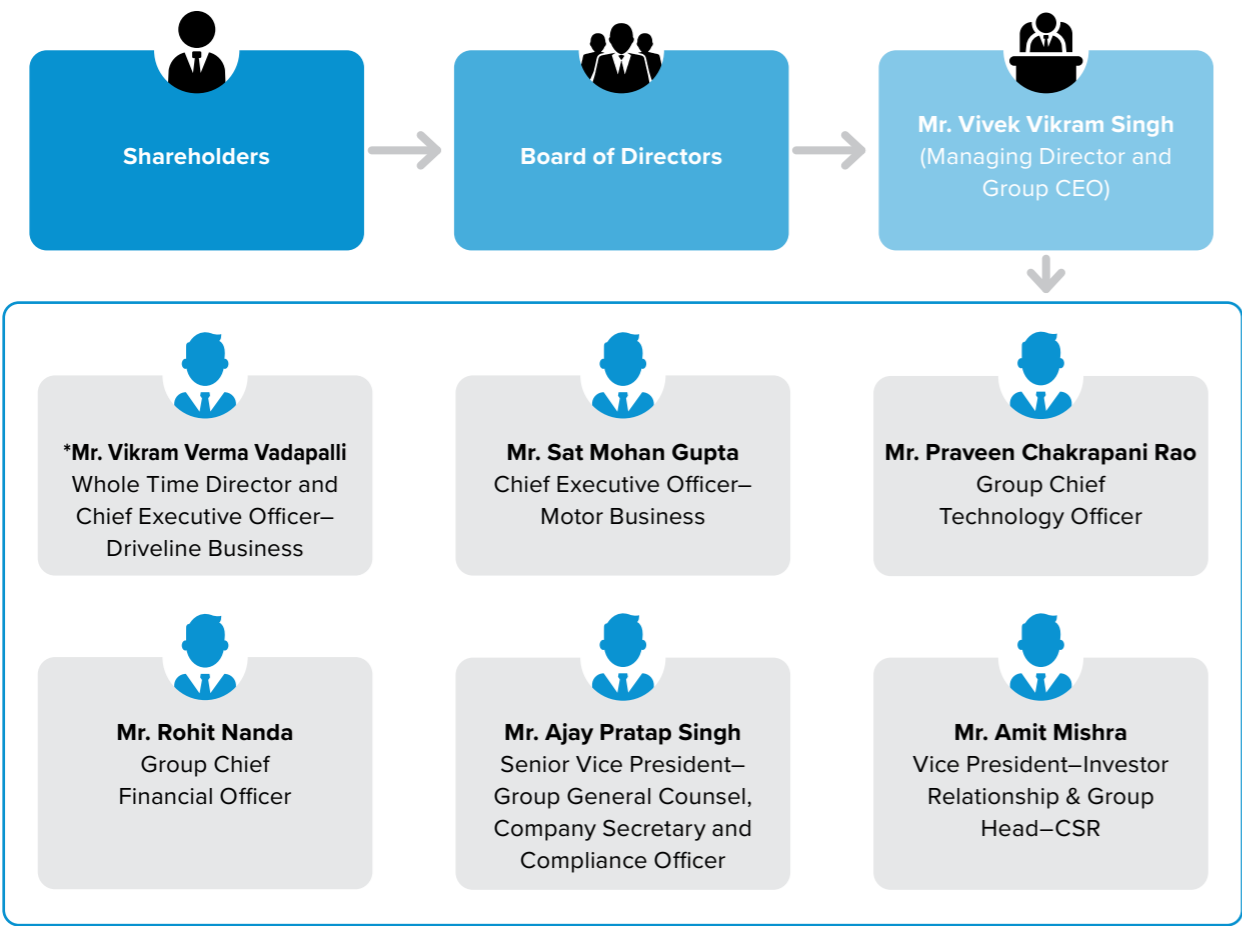 Shareholders
Board of Directors
Mr. Vivek Vikram Singh
(Managing Director and
Group CEO)
*Mr. Vikram Verma Vadapalli
Whole Time Director and
Chief Executive Officer–
Driveline Business
Mr. Sat Mohan Gupta
Chief Executive Officer–
Motor Business
Mr. Praveen Chakrapani Rao
Group Chief
Technology Officer
Mr. Rohit Nanda
Group Chief
Financial Officer
Mr. Ajay Pratap Singh
Senior Vice President–
Group General Counsel,
Company Secretary and
Compliance Officer
Mr. Amit Mishra
Vice President–Investor
Relationship & Group
Head–CSR